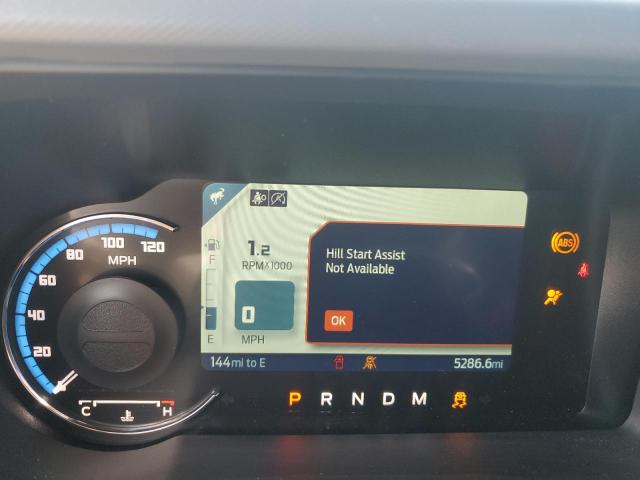 120
100
80
60
40
20
MPH
F
E
1.2
RPMX1000
0
MPH
Hill Start Assist
Not Available
OK
ABS
144mi to E
5286.6mi
C
H
P R N D M